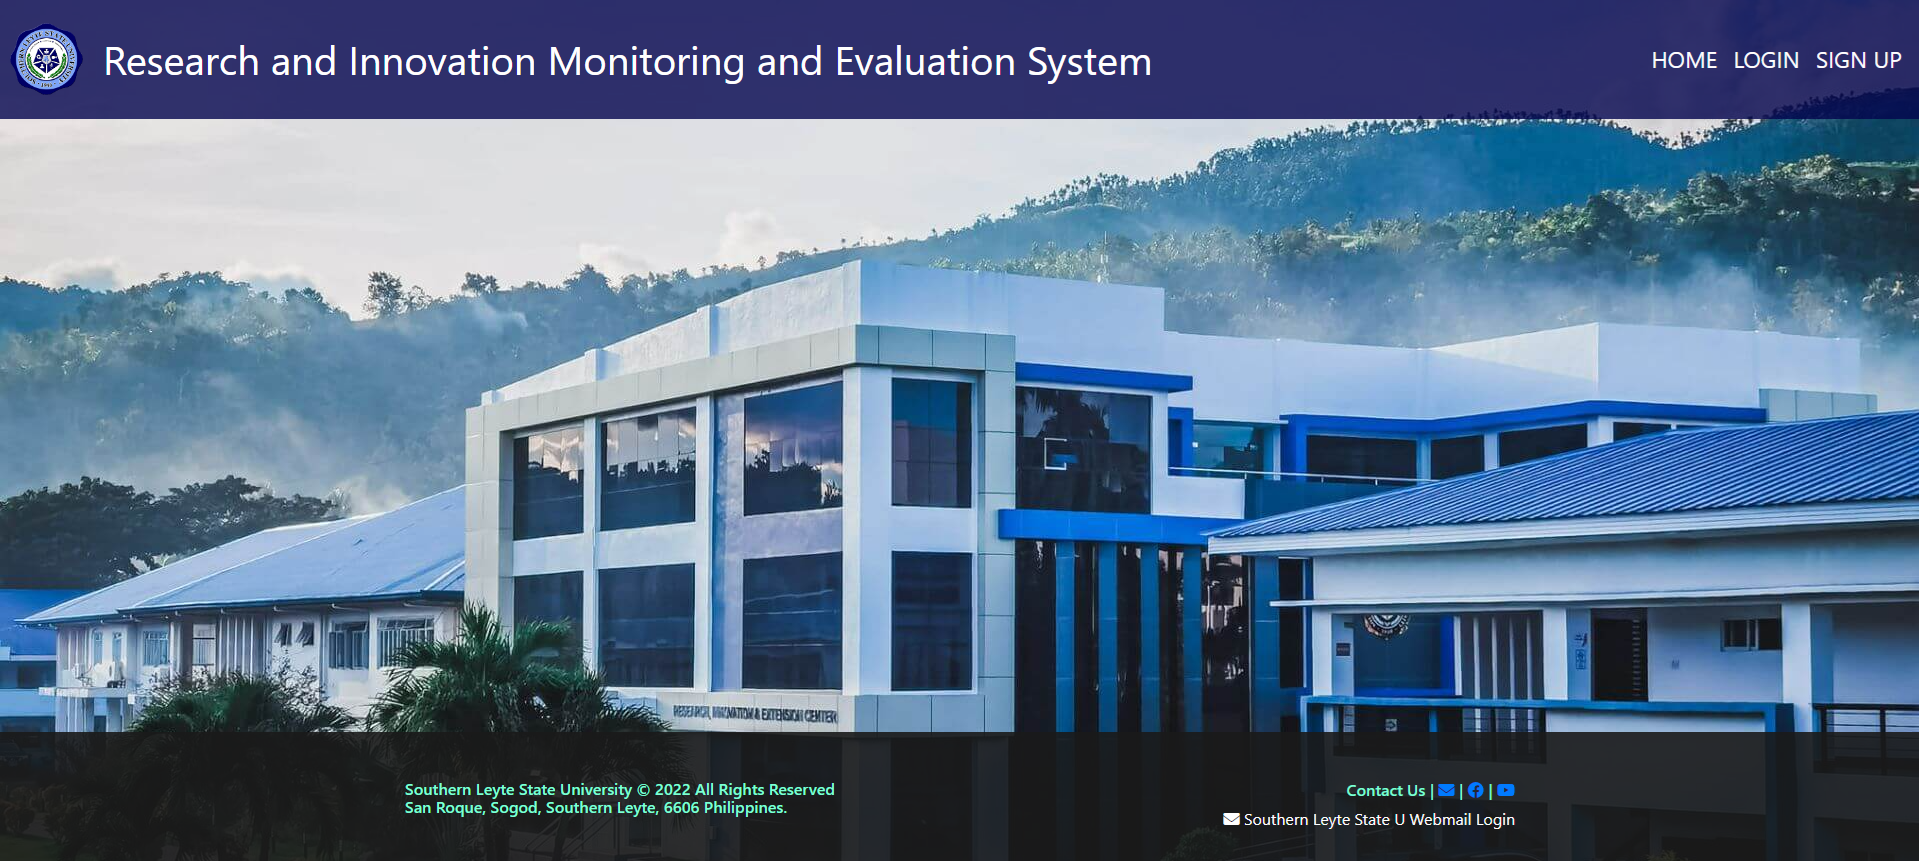 Research and Innovation Monitoring and Evaluation System
HOME LOGIN SIGN UP
RESEARCH, INNOVATION & EXTENSION CENTER
Southern Leyte State University © 2022 All Rights Reserved
San Roque, Sogod, Southern Leyte, 6606 Philippines.
Contact Us | | |
Southern Leyte State U Webmail Login